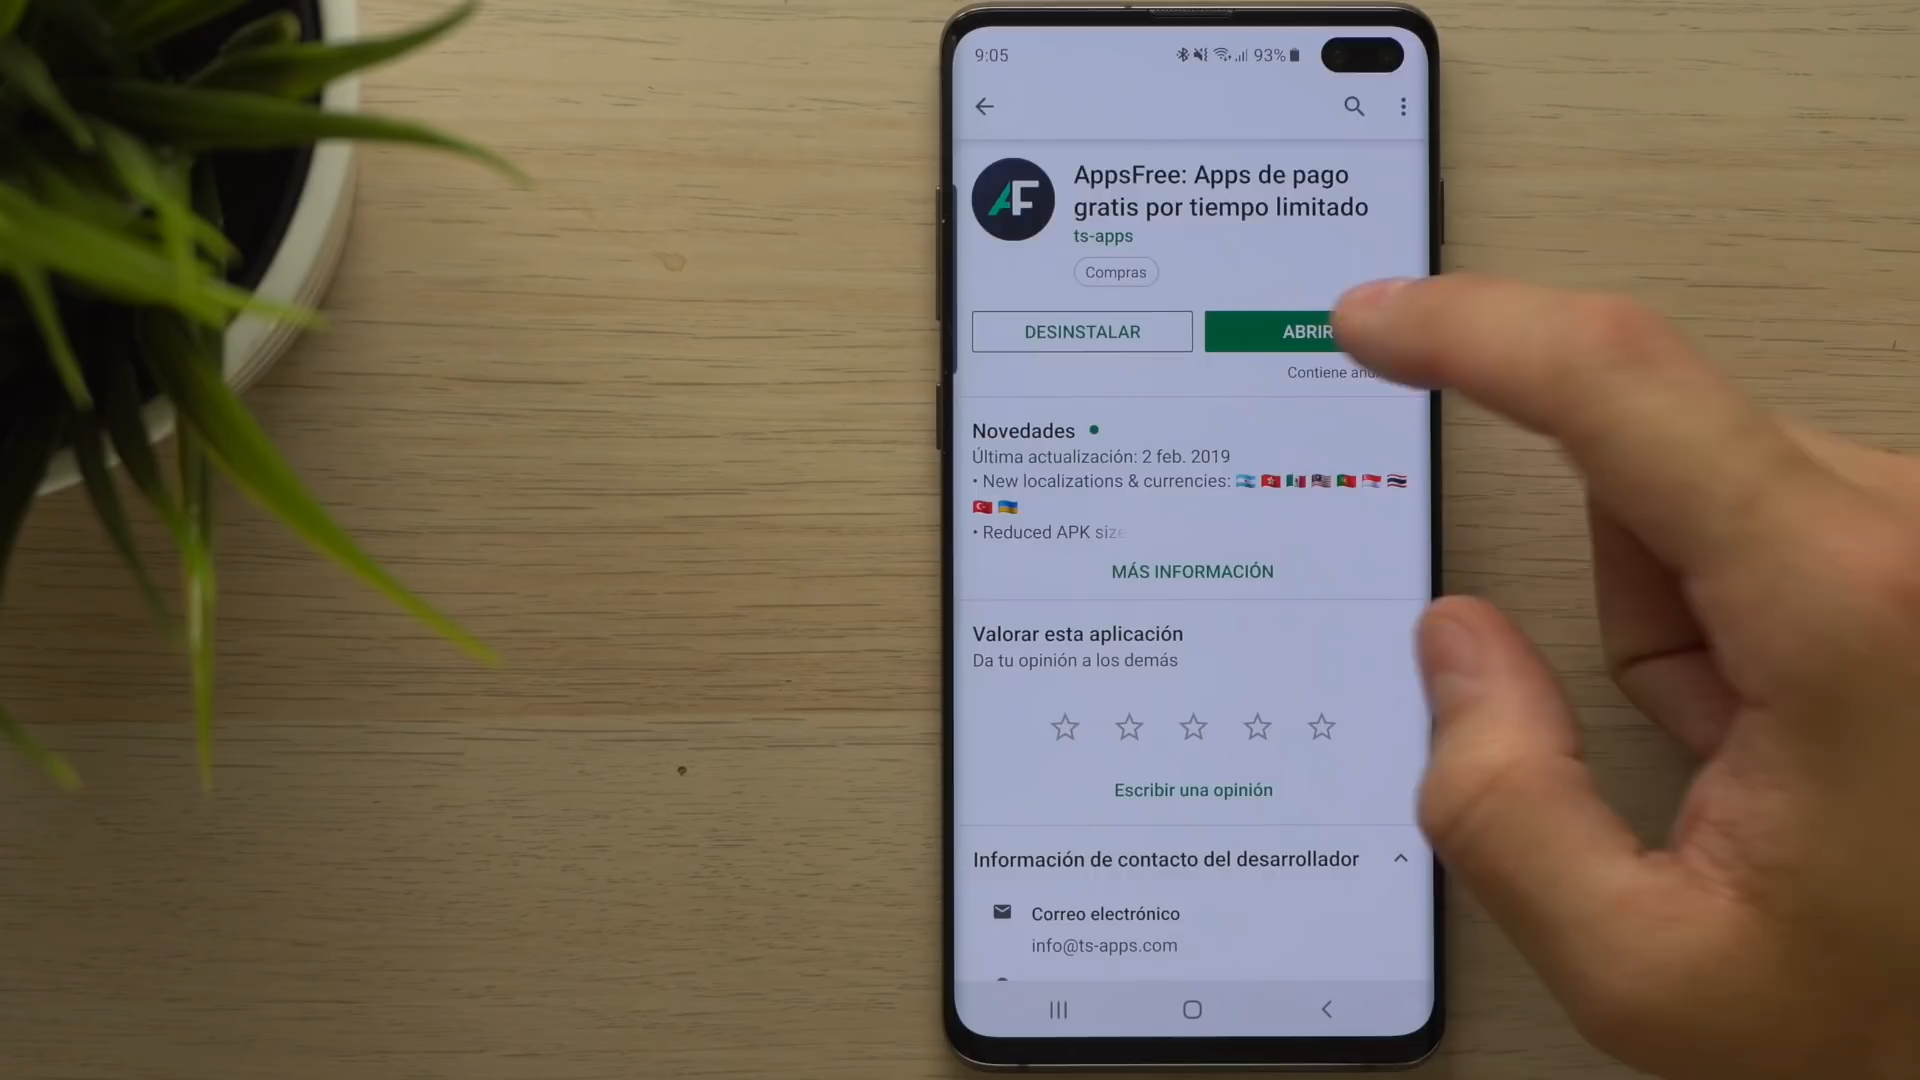 9:05
93%
AF
AppsFree: Apps de pago
gratis por tiempo limitado
ts-apps
Compras
DESINSTALAR
ABRIR
Contiene
Novedades
Última actualización: 2 feb. 2019
• New localizations & currencies:
• Reduced APK size
MÁS INFORMACIÓN
Valorar esta aplicación
Da tu opinión a los demás
Escribir una opinión
Información de contacto del desarrollador
Correo electrónico
info@ts-apps.com